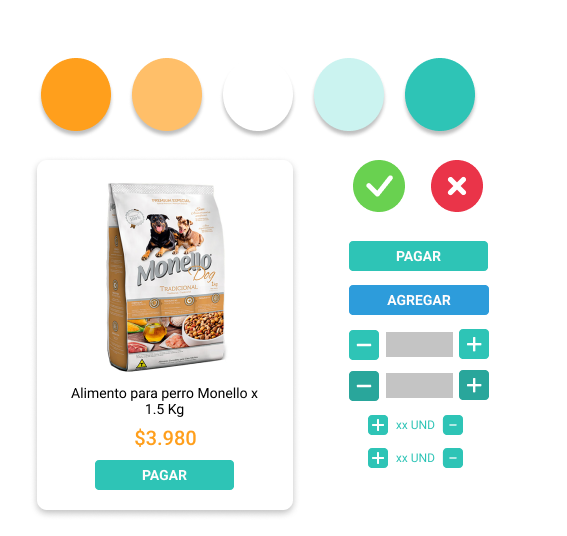 PREMIUM ESPECIAL
Monello
Dog
TRADICIONAL
1kg
Alimento para perro Monello x
1.5 Kg
$3.980
PAGAR
PAGAR
AGREGAR
xx UND
xx UND